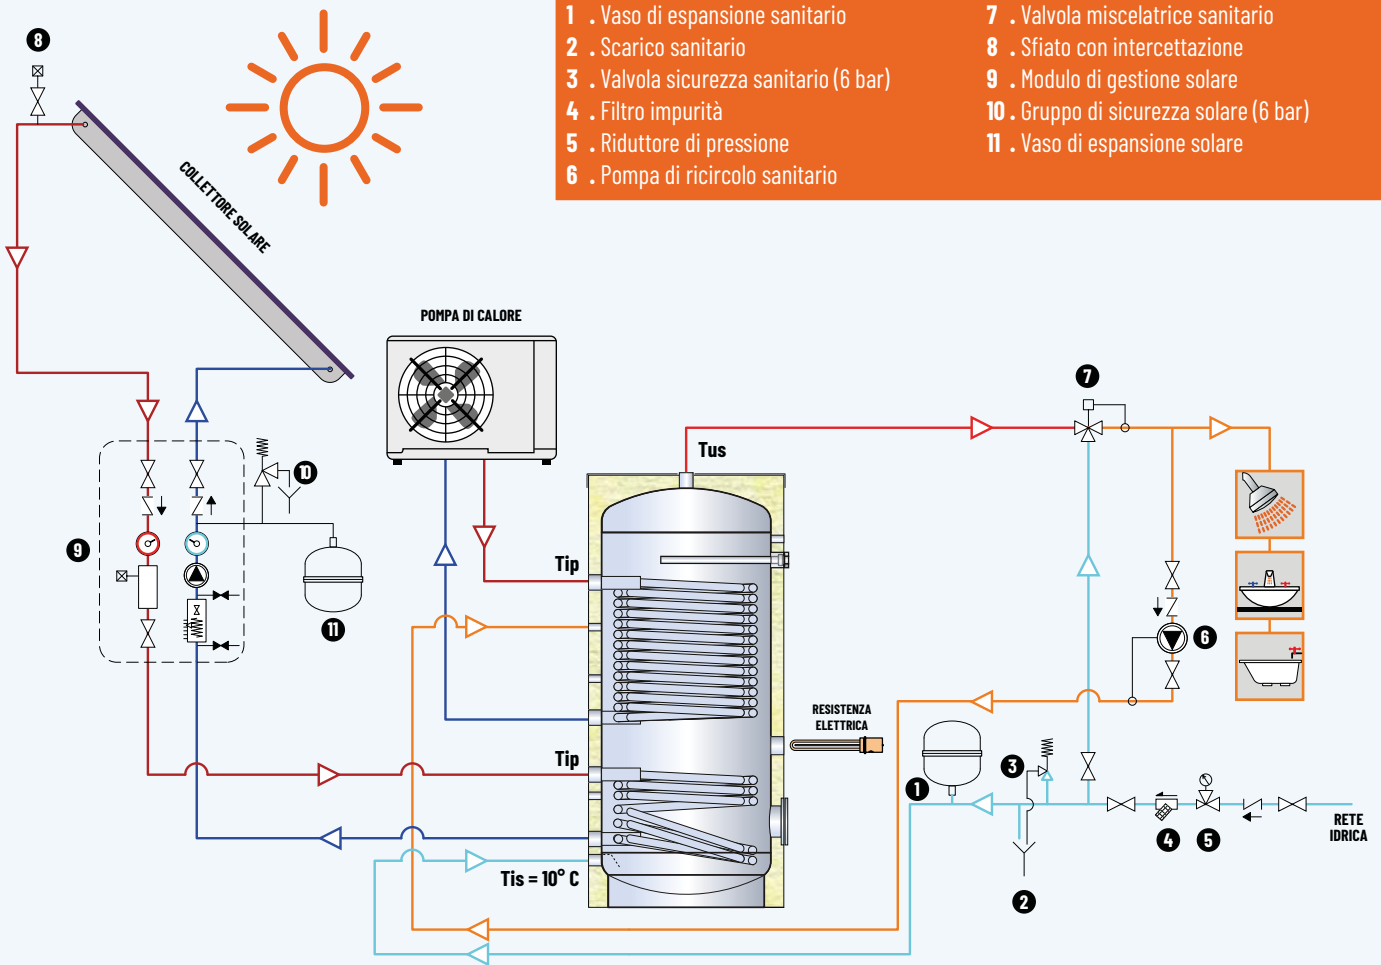 1 . Vaso di espansione sanitario
2 . Scarico sanitario
3 . Valvola sicurezza sanitario (6 bar)
4 . Filtro impurità
5 . Riduttore di pressione
6 . Pompa di ricircolo sanitario
7 . Valvola miscelatrice sanitario
8 . Sfiato con intercettazione
9 . Modulo di gestione solare
10 . Gruppo di sicurezza solare (6 bar)
11 . Vaso di espansione solare
8
COLLETTORE SOLARE
POMPA DI CALORE
7
Tus
10
9
Tip
11
6
RESISTENZA
ELETTRICA
Tip
3
1
4
5
RETE
IDRICA
Tis = 10° C
2